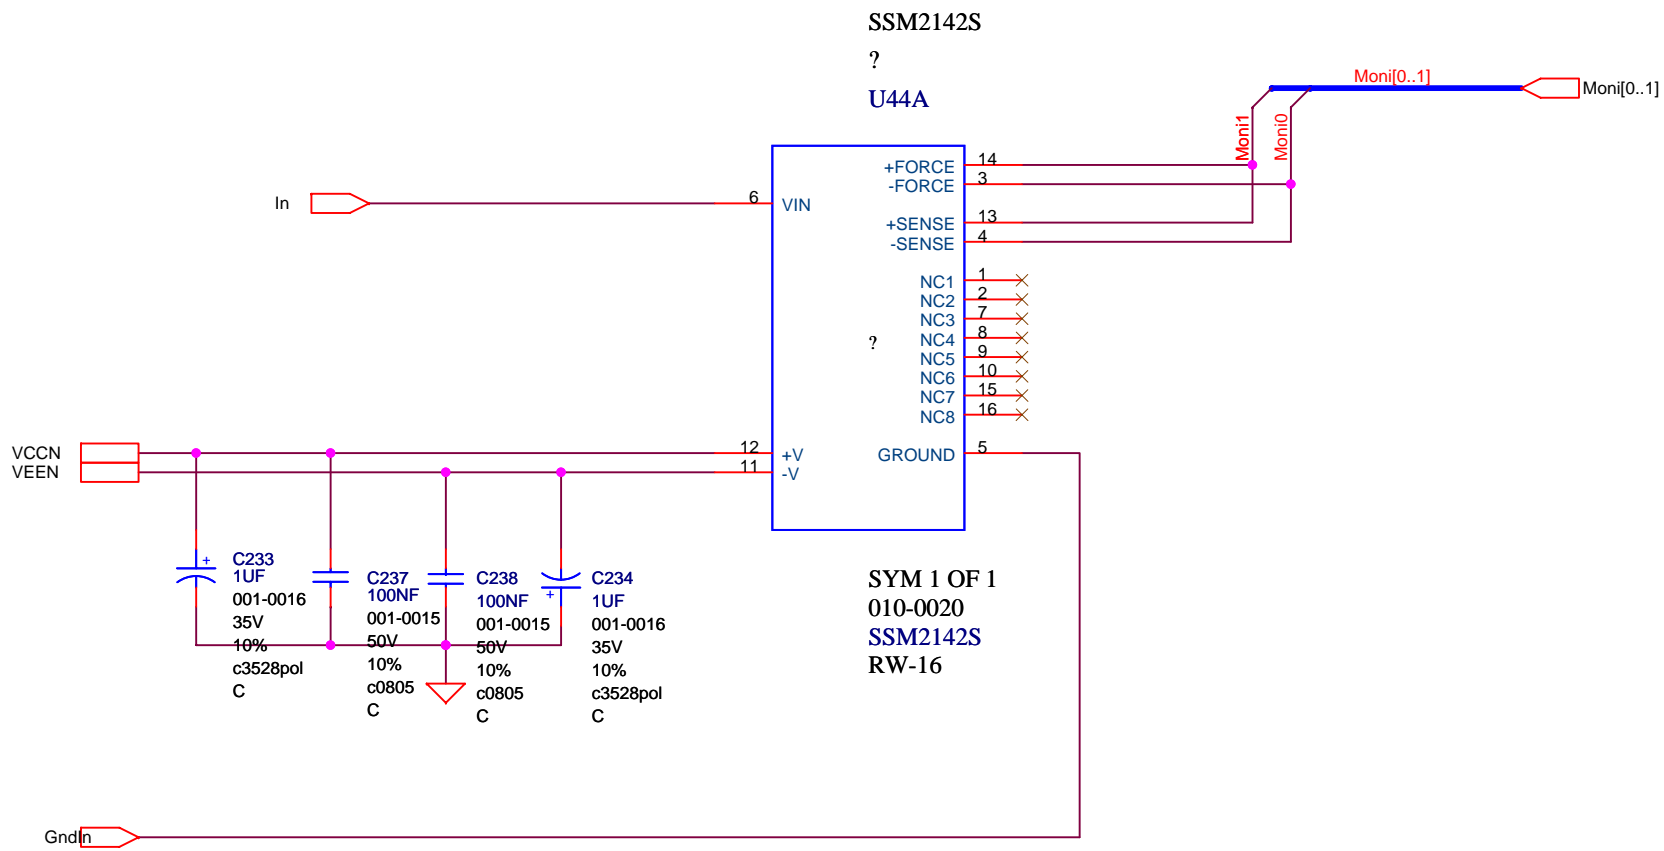 SSM2142S
?
U44A
Moni[0..1]
Moni[0..1]
Moni1
Moni0
In
6
VIN
+FORCE
14
-FORCE
3
+SENSE
13
-SENSE
4
NC1
1
NC2
2
NC3
7
NC4
8
NC5
9
NC6
10
NC7
15
NC8
16
?
VCCN
12
+V
GROUND
5
VEEN
11
-V
+
C233
1UF
001-0016
35V
10%
c3528pol
C
C237
100NF
001-0015
50V
10%
c0805
C
C238
100NF
001-0015
50V
10%
c0805
C
+
C234
1UF
001-0016
35V
10%
c3528pol
C
SYM 1 OF 1
010-0020
SSM2142S
RW-16
GndIn